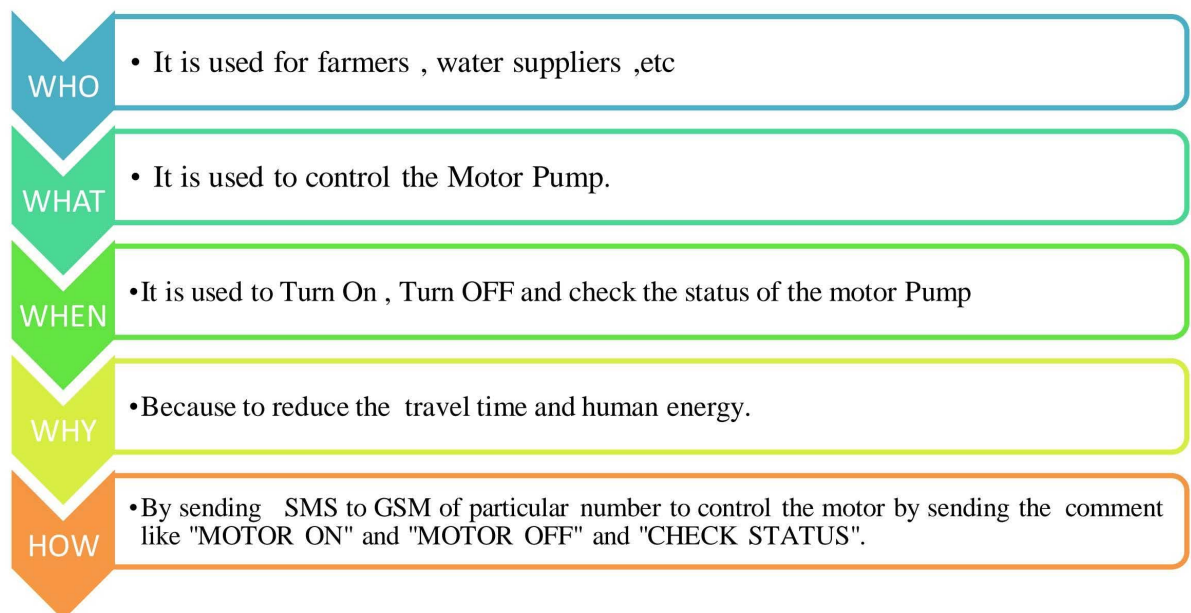 WHO
• It is used for farmers , water suppliers ,etc
WHAT
• It is used to control the Motor Pump.
WHEN
•It is used to Turn On , Turn OFF and check the status of the motor Pump
WHY
•Because to reduce the travel time and human energy.
HOW
•By sending SMS to GSM of particular number to control the motor by sending the comment
like "MOTOR ON" and "MOTOR OFF" and "CHECK STATUS".